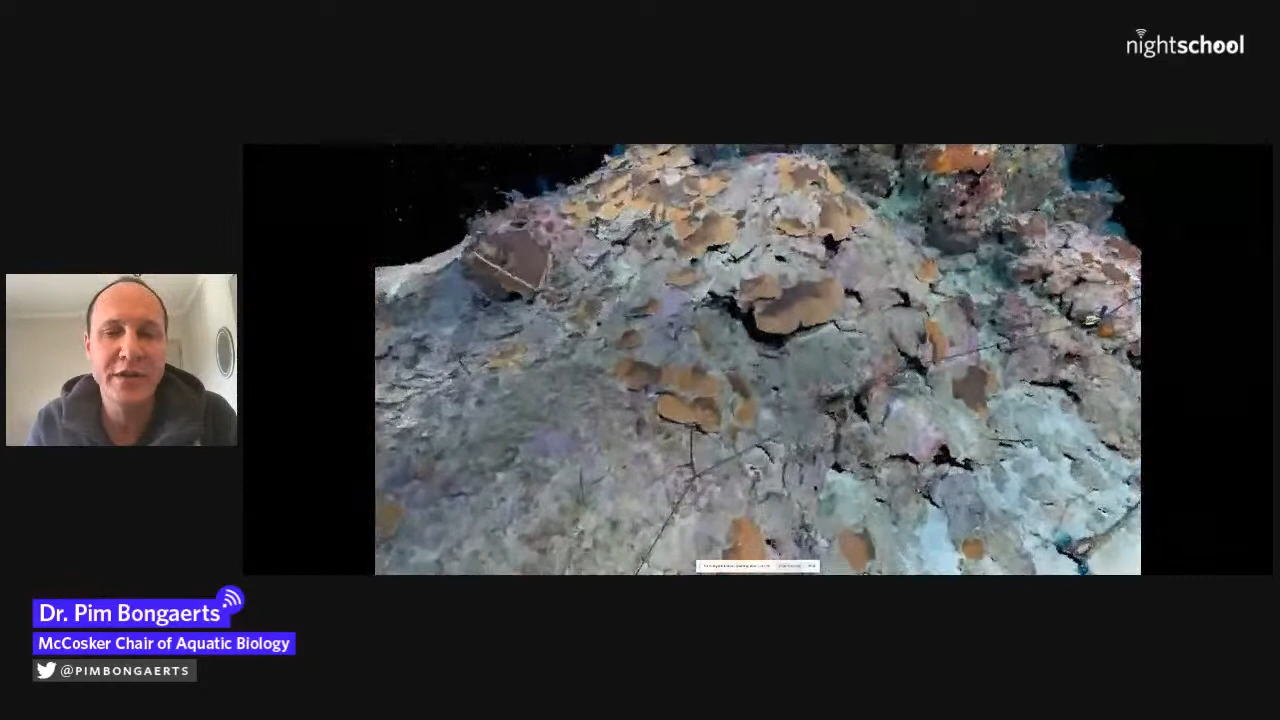 nightschool
Dr. Pim Bongaerts
McCosker Chair of Aquatic Biology
@PIMBONGAERTS